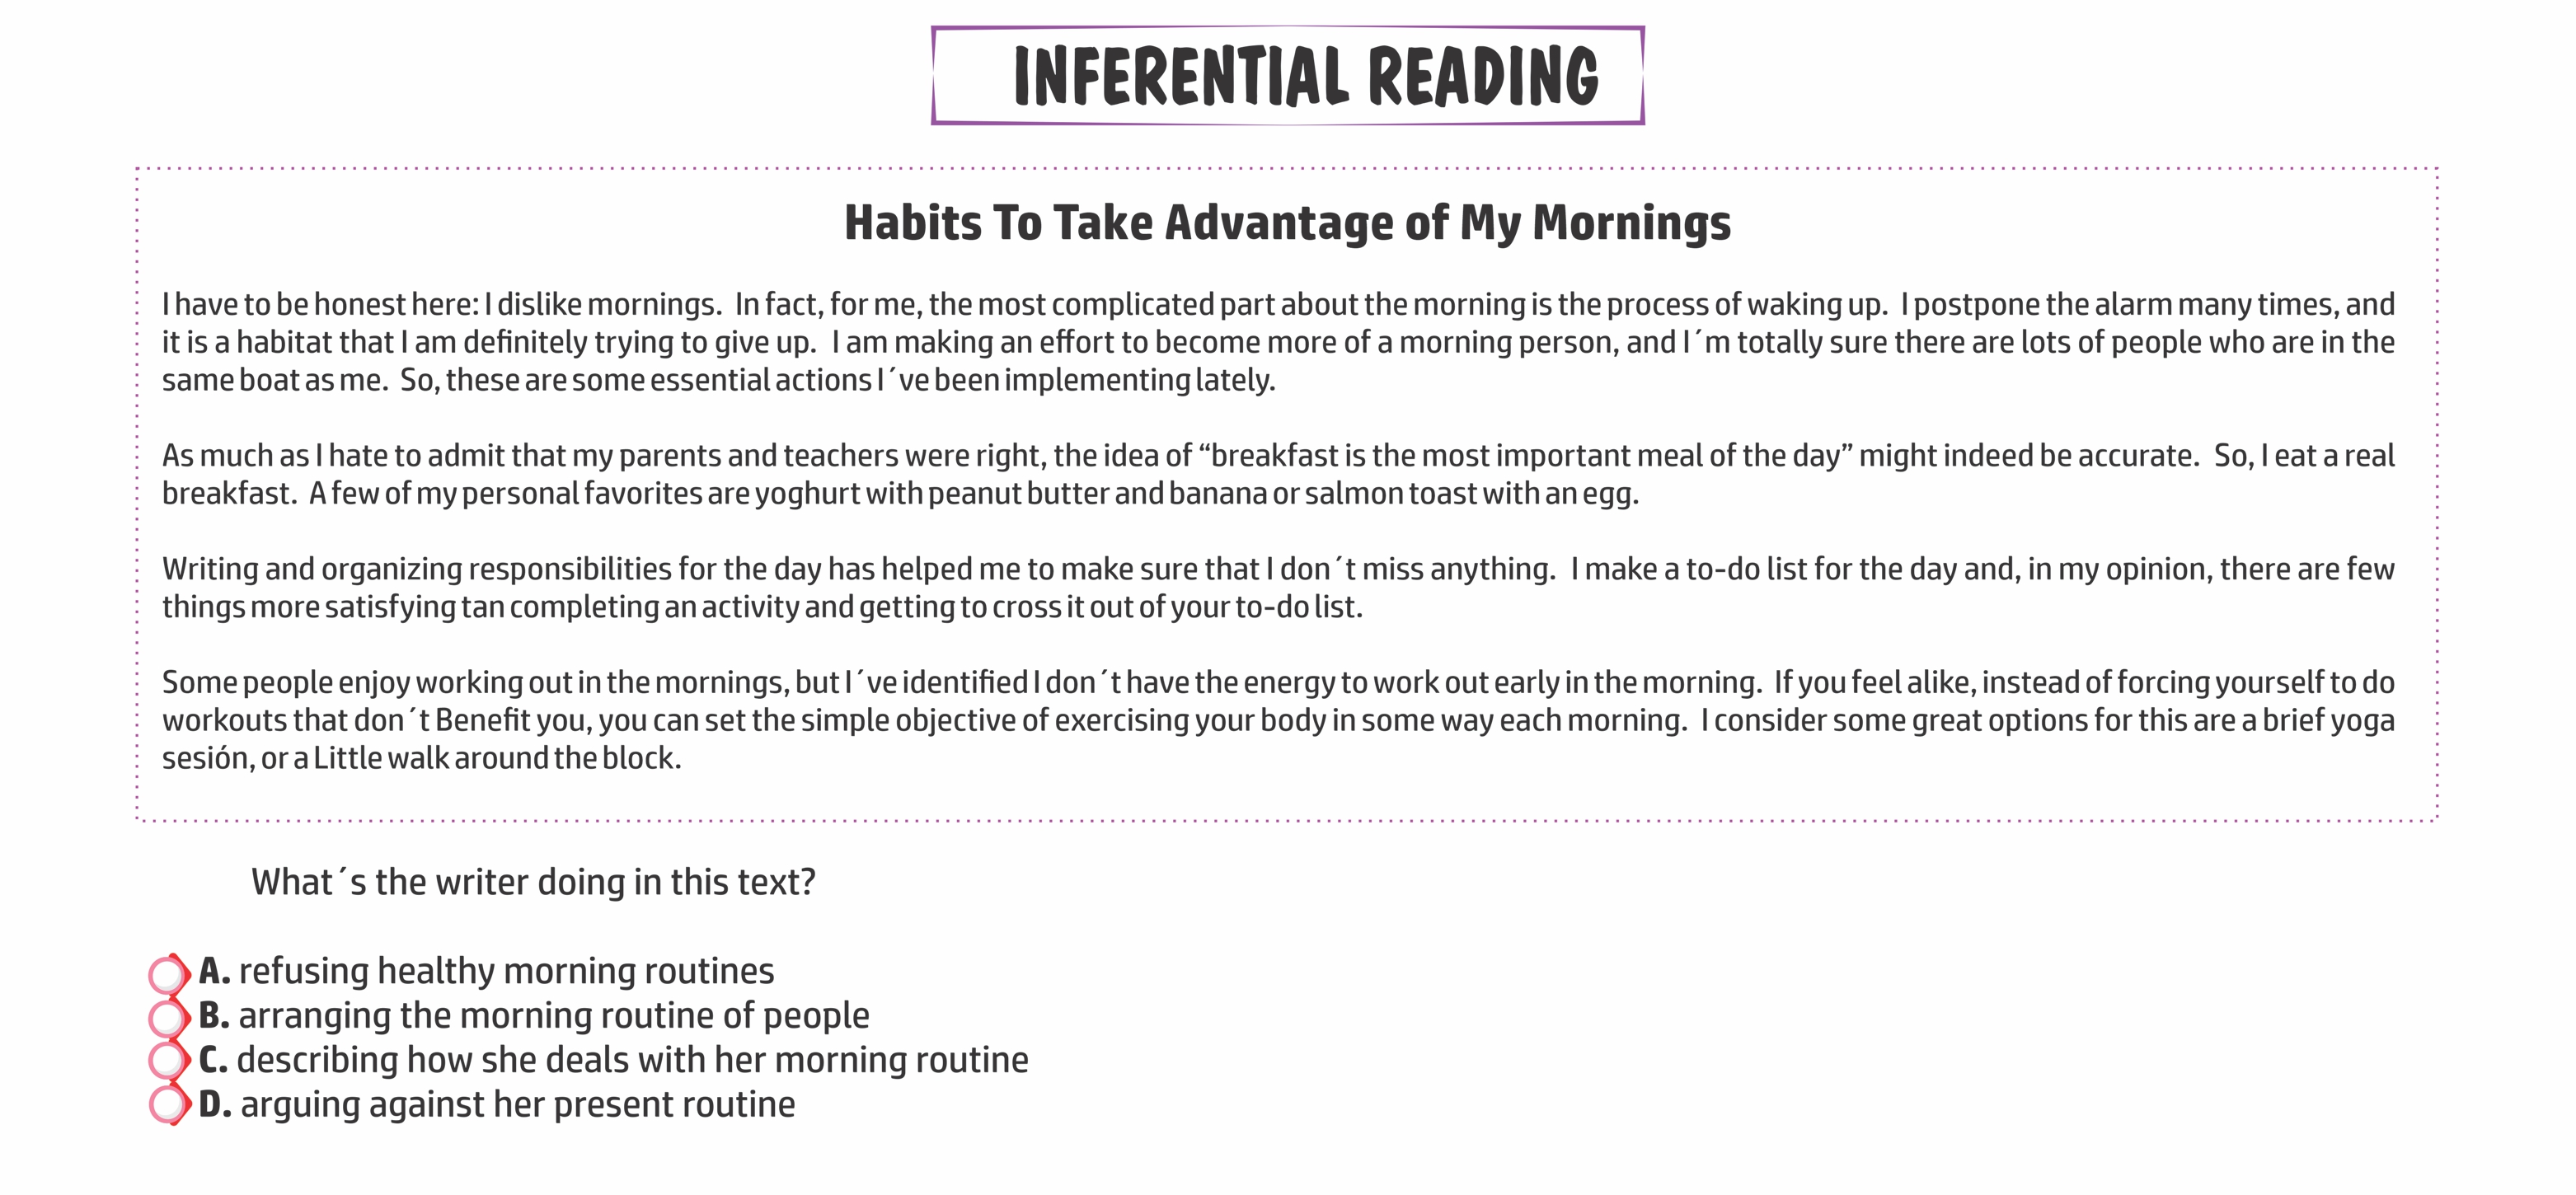 INFERENTIAL READING
Habits To Take Advantage of My Mornings
I have to be honest here: I dislike mornings.  In fact, for me, the most complicated part about the morning is the process of waking up.  I postpone the alarm many times, and
it is a habitat that I am definitely trying to give up.  I am making an effort to become more of a morning person, and I´m totally sure there are lots of people who are in the
same boat as me.  So, these are some essential actions I´ve been implementing lately.
As much as I hate to admit that my parents and teachers were right, the idea of “breakfast is the most important meal of the day” might indeed be accurate.  So, I eat a real
breakfast.  A few of my personal favorites are yoghurt with peanut butter and banana or salmon toast with an egg.
Writing and organizing responsibilities for the day has helped me to make sure that I don´t miss anything.  I make a to-do list for the day and, in my opinion, there are few
things more satisfying tan completing an activity and getting to cross it out of your to-do list.
Some people enjoy working out in the mornings, but I´ve identified I don´t have the energy to work out early in the morning.  If you feel alike, instead of forcing yourself to do
workouts that don´t Benefit you, you can set the simple objective of exercising your body in some way each morning.  I consider some great options for this are a brief yoga
sesión, or a Little walk around the block.
What´s the writer doing in this text?
A. refusing healthy morning routines
B. arranging the morning routine of people
C. describing how she deals with her morning routine
D. arguing against her present routine